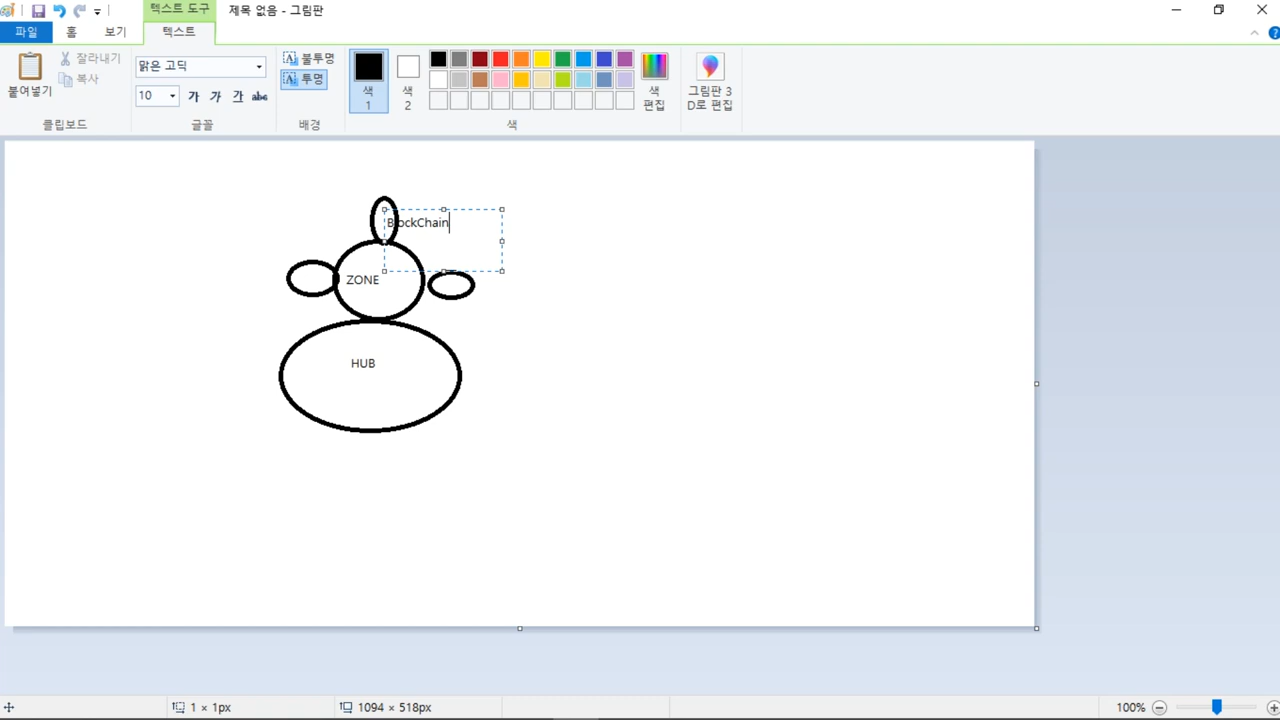 텍스트 도구
제목 없음 - 그림판
파일
홈
보기
텍스트
붙여넣기
잘라내기
복사
클립보드
맑은 고딕
10
가 가 가 abc
글꼴
불투명
투명
배경
색
1
색
2
색
편집
색
그림판 3
D로 편집
BlockChain
ZONE
HUB
1 × 1px
1094 × 518px
100%